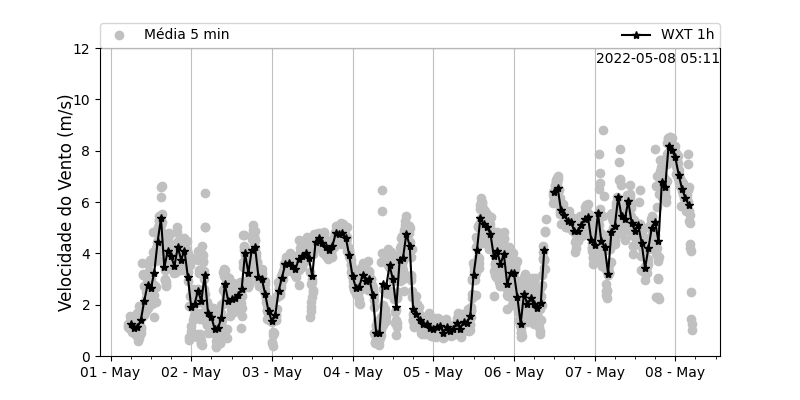 Média 5 min WXT 1h
2022-05-08 05:11
Velocidade do Vento (m/s)
12
10
8
6
4
2
0
01 - May 02 - May 03 - May 04 - May 05 - May 06 - May 07 - May 08 - May